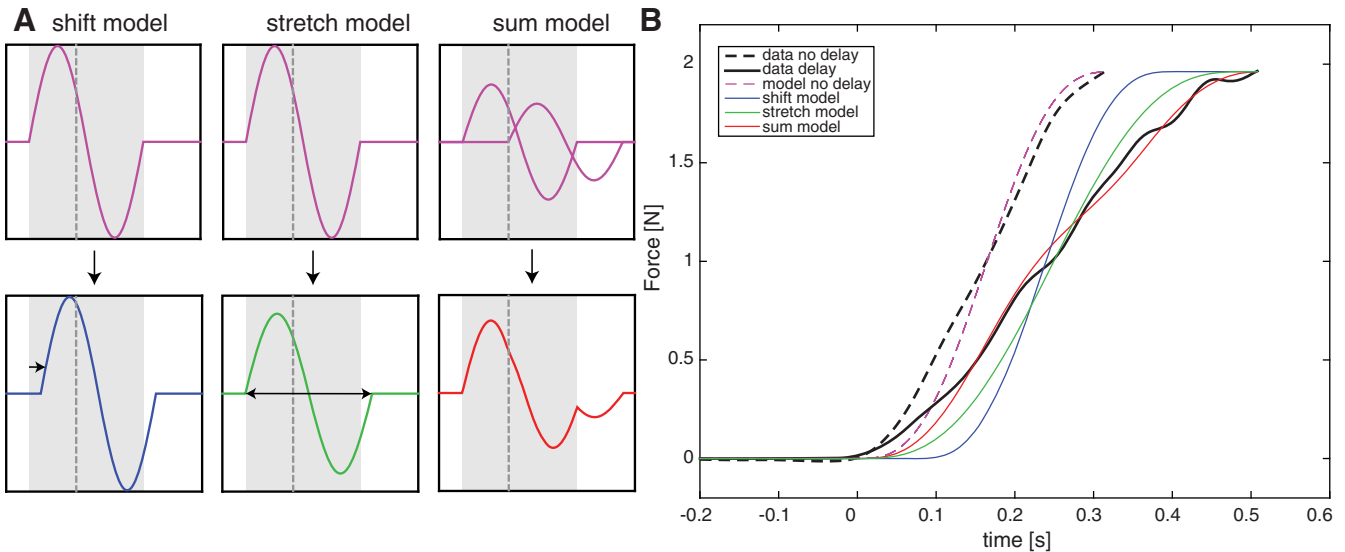 A
shift model
stretch model
sum model
B
data no delay
data delay
model no delay
shift model
stretch model
sum model
Force [N]
2
1.5
1
0.5
0
-0.2
-0.1
0
0.1
0.2
0.3
0.4
0.5
0.6
time [s]